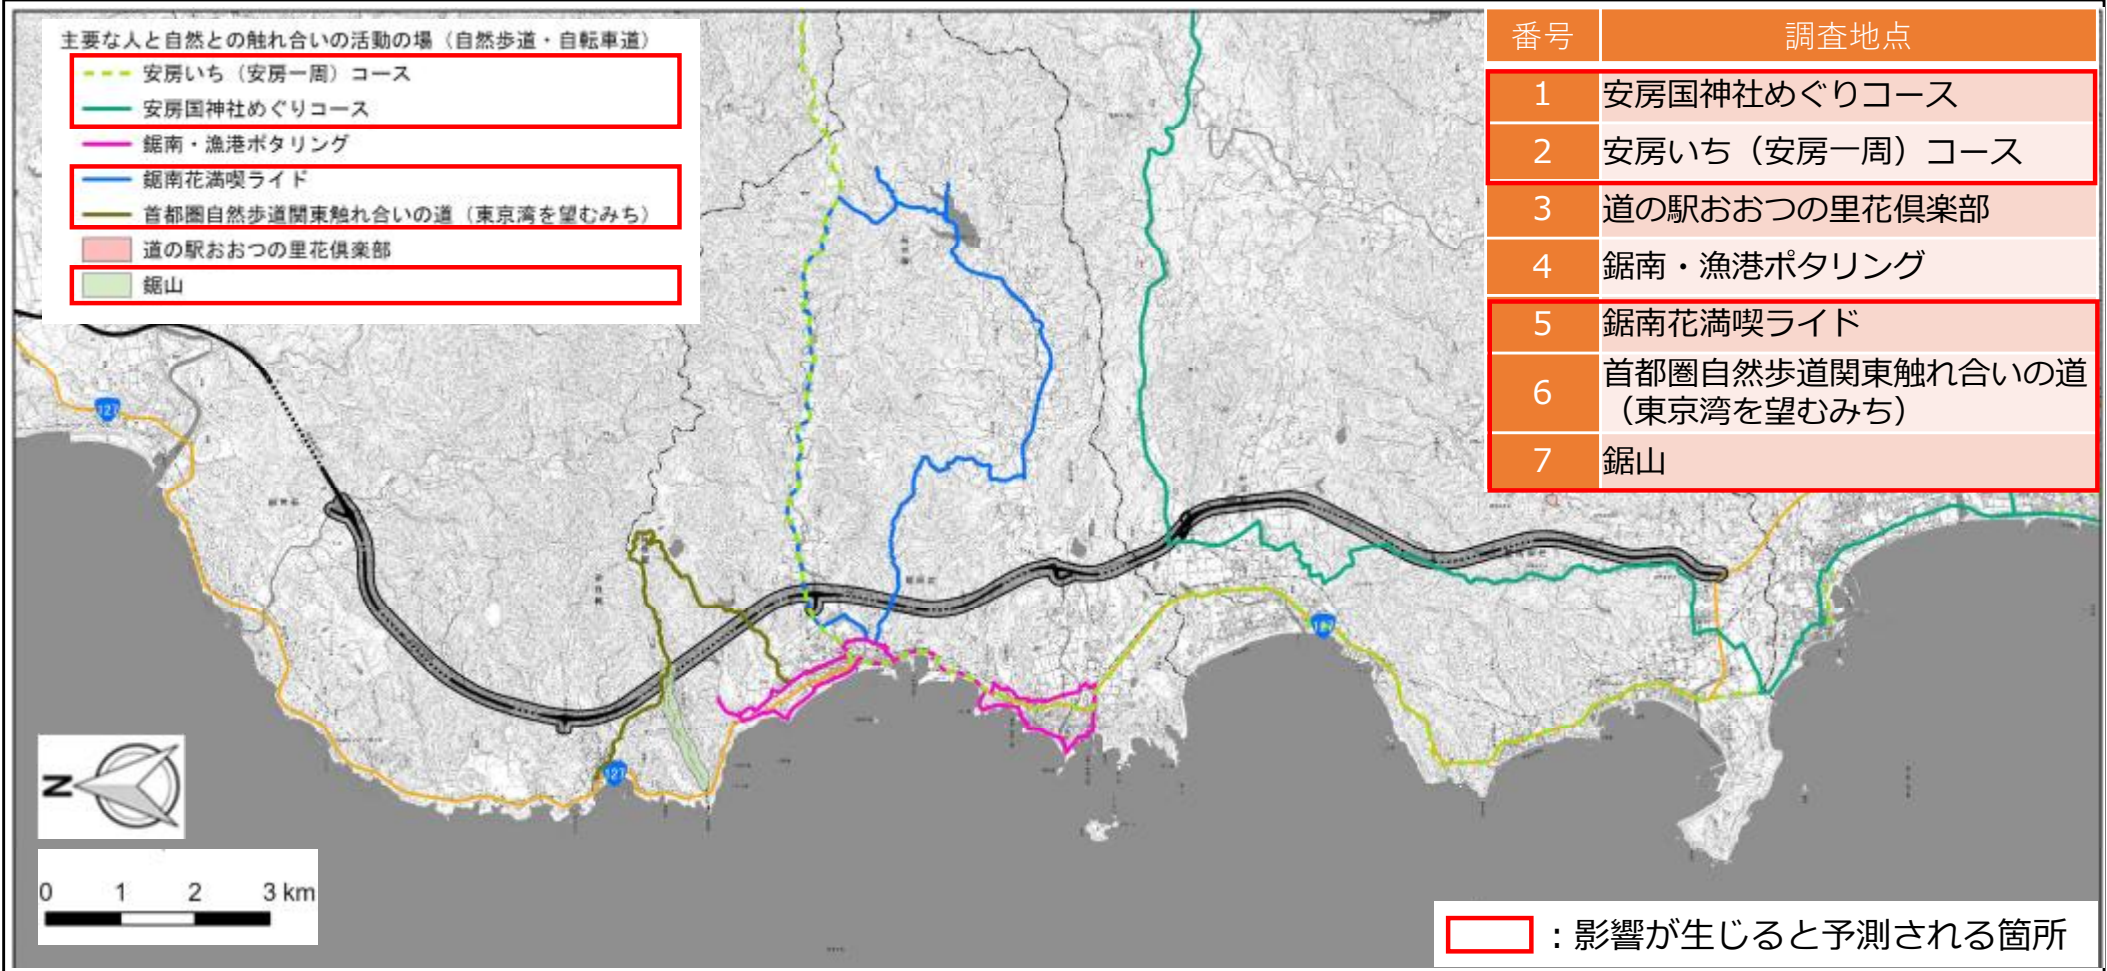 主要な人と自然との触れ合いの活動の場（自然歩道・自転車道）
安房いち（安房一周）コース
安房国神社めぐりコース
鋸南・漁港ポタリング
鋸南花満喫ライド
首都圏自然歩道関東触れ合いの道（東京湾を望むみち）
道の駅おおつの里花倶楽部
鋸山
番号 調査地点
1 安房国神社めぐりコース
2 安房いち（安房一周）コース
3 道の駅おおつの里花倶楽部
4 鋸南・漁港ポタリング
5 鋸南花満喫ライド
6 首都圏自然歩道関東触れ合いの道
（東京湾を望むみち）
7 鋸山
127
127
N
0 1 2 3 km
：影響が生じると予測される箇所